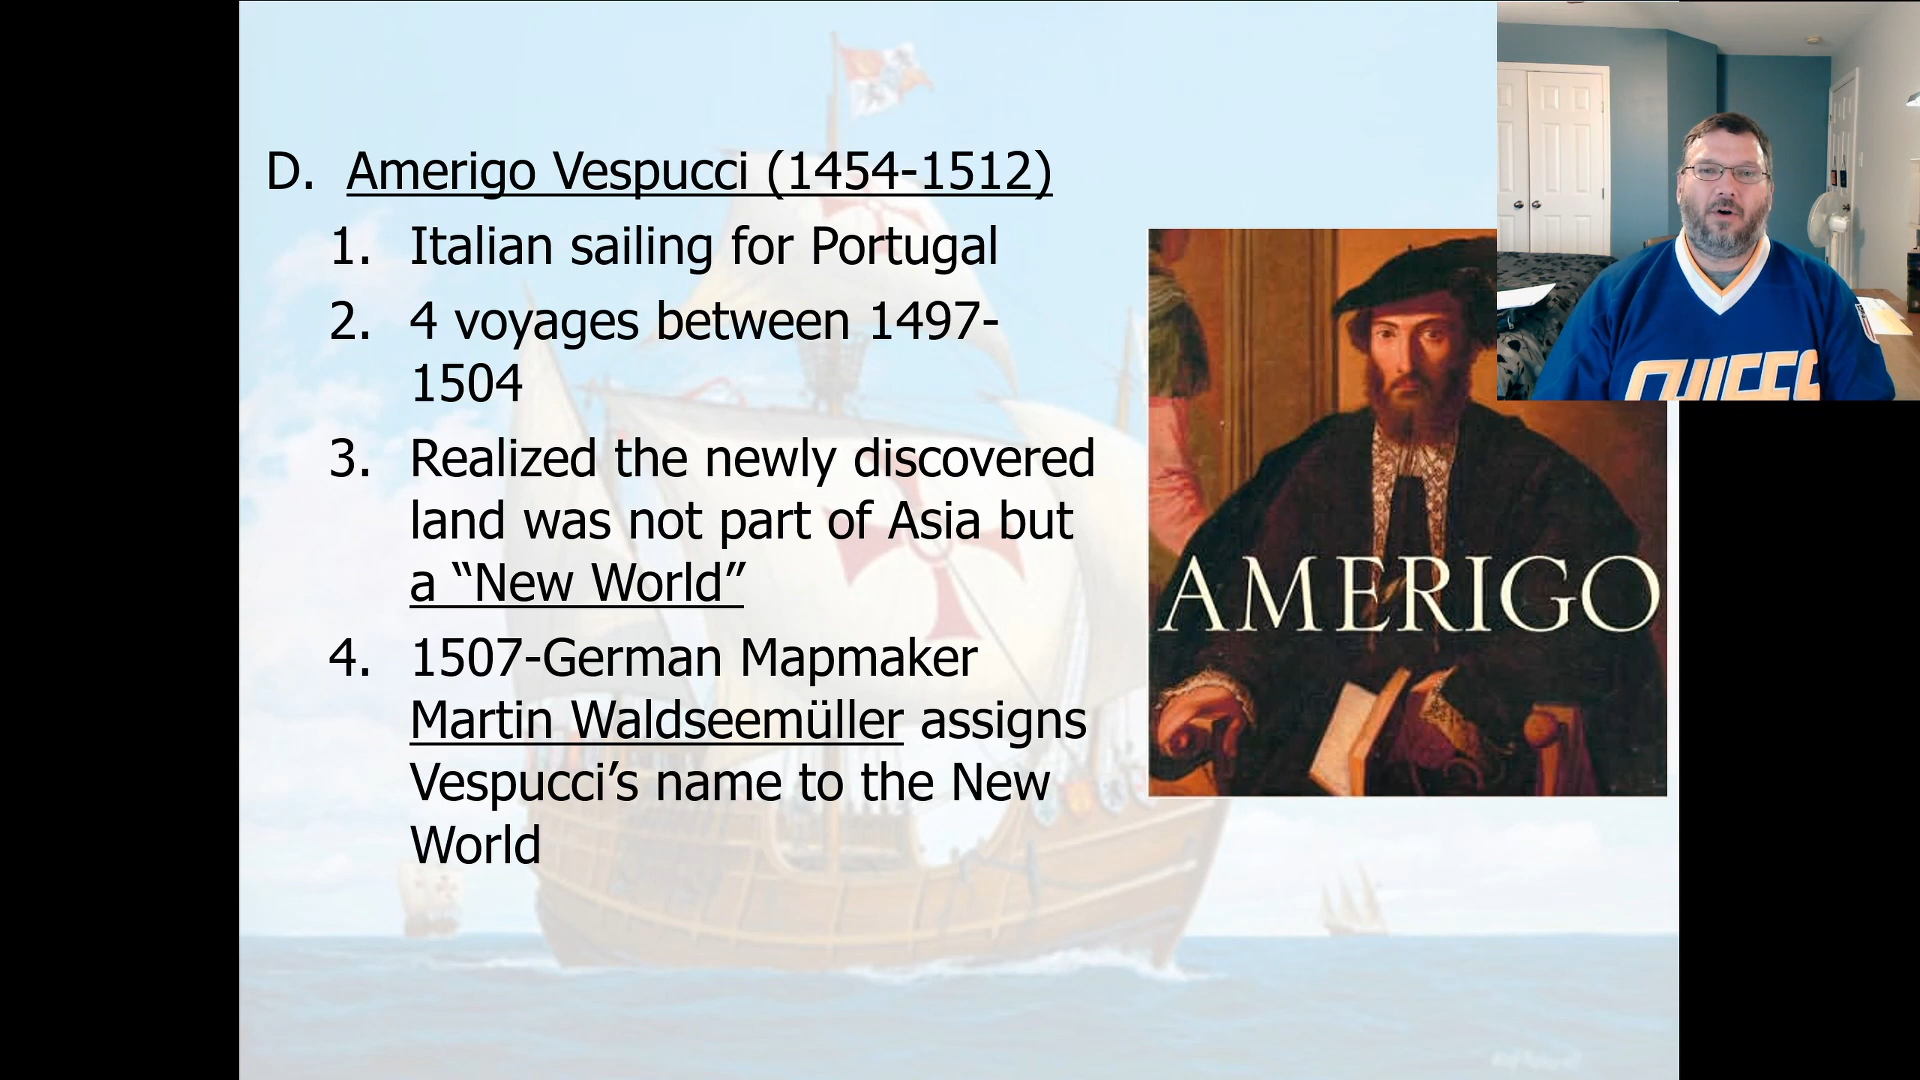 D. Amerigo Vespucci (1454-1512)
1. Italian sailing for Portugal
2. 4 voyages between 1497-
1504
3. Realized the newly discovered
land was not part of Asia but
a “New World”
4. 1507-German Mapmaker
Martin Waldseemüller assigns
Vespucci’s name to the New
World
AMERIGO
CHIEFS